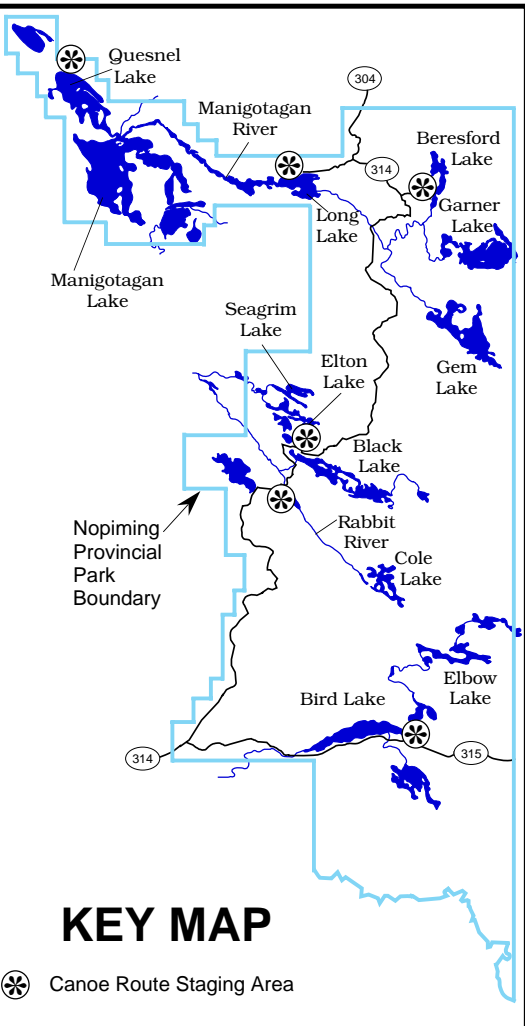 Quesnel
Lake
304
Manigotagan
River
Beresford
Lake
314
Garner
Lake
Long
Lake
Manigotagan
Lake
Seagrim
Lake
Gem
Lake
Elton
Lake
Black
Lake
Nopiming
Provincial
Park
Boundary
Rabbit
River
Cole
Lake
Elbow
Lake
Bird Lake
314
315
KEY MAP
Canoe Route Staging Area